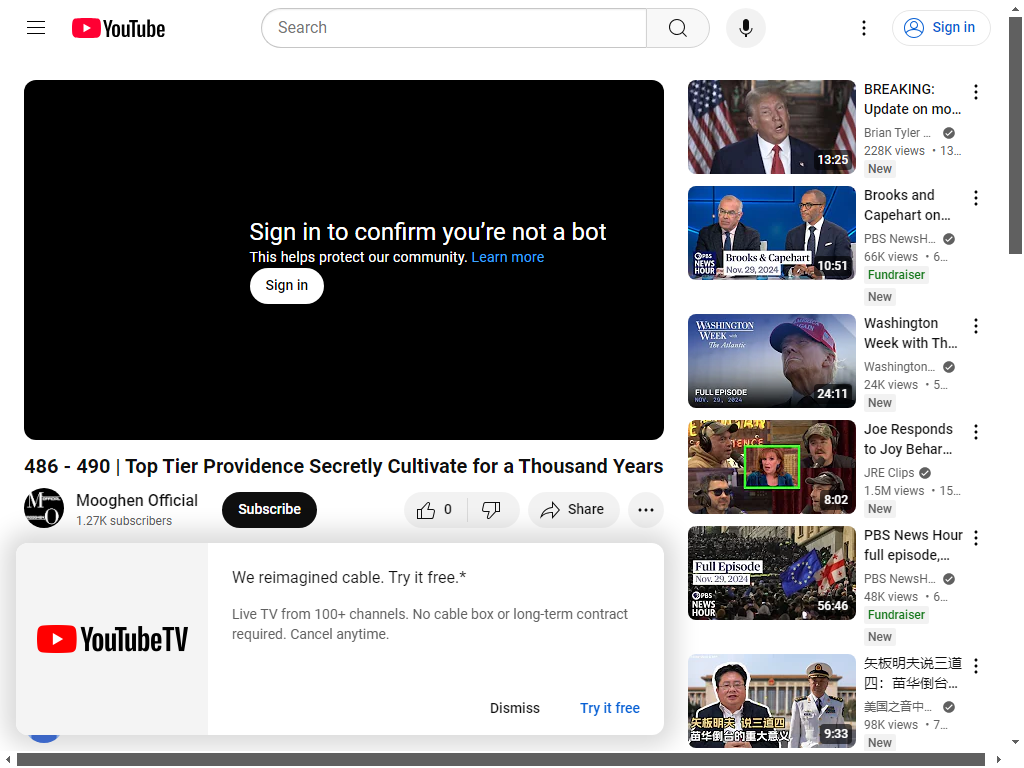 YouTube
Search
Sign in
Sign in to confirm you’re not a bot
This helps protect our community. Learn more
Sign in
486 - 490 | Top Tier Providence Secretly Cultivate for a Thousand Years
Mooghen Official
1.27K subscribers
Subscribe
0
Share
We reimagined cable. Try it free.*
Live TV from 100+ channels. No cable box or long-term contract
required. Cancel anytime.
YouTubeTV
Dismiss
Try it free
13:25
BREAKING:
Update on mo...
Brian Tyler ...
228K views • 13...
New
PBS NEWS HOUR
Brooks & Capehart
Nov. 29, 2024
10:51
Brooks and
Capehart on...
PBS NewsH...
66K views • 6...
Fundraiser
New
WASHINGTON
WEEK with
The Atlantic
FULL EPISODE
NOV. 29, 2024
24:11
Washington
Week with Th...
Washington...
24K views • 5...
New
8:02
Joe Responds
to Joy Behar...
JRE Clips
1.5M views • 15...
New
Full Episode
Nov. 29, 2024
PBS NEWS HOUR
56:46
PBS News Hour
full episode,...
PBS NewsH...
48K views • 6...
Fundraiser
New
矢板明夫 说三道四
苗华倒台的重大意义
9:33
矢板明夫说三道
四：苗华倒台...
美国之音中...
98K views • 7...
New